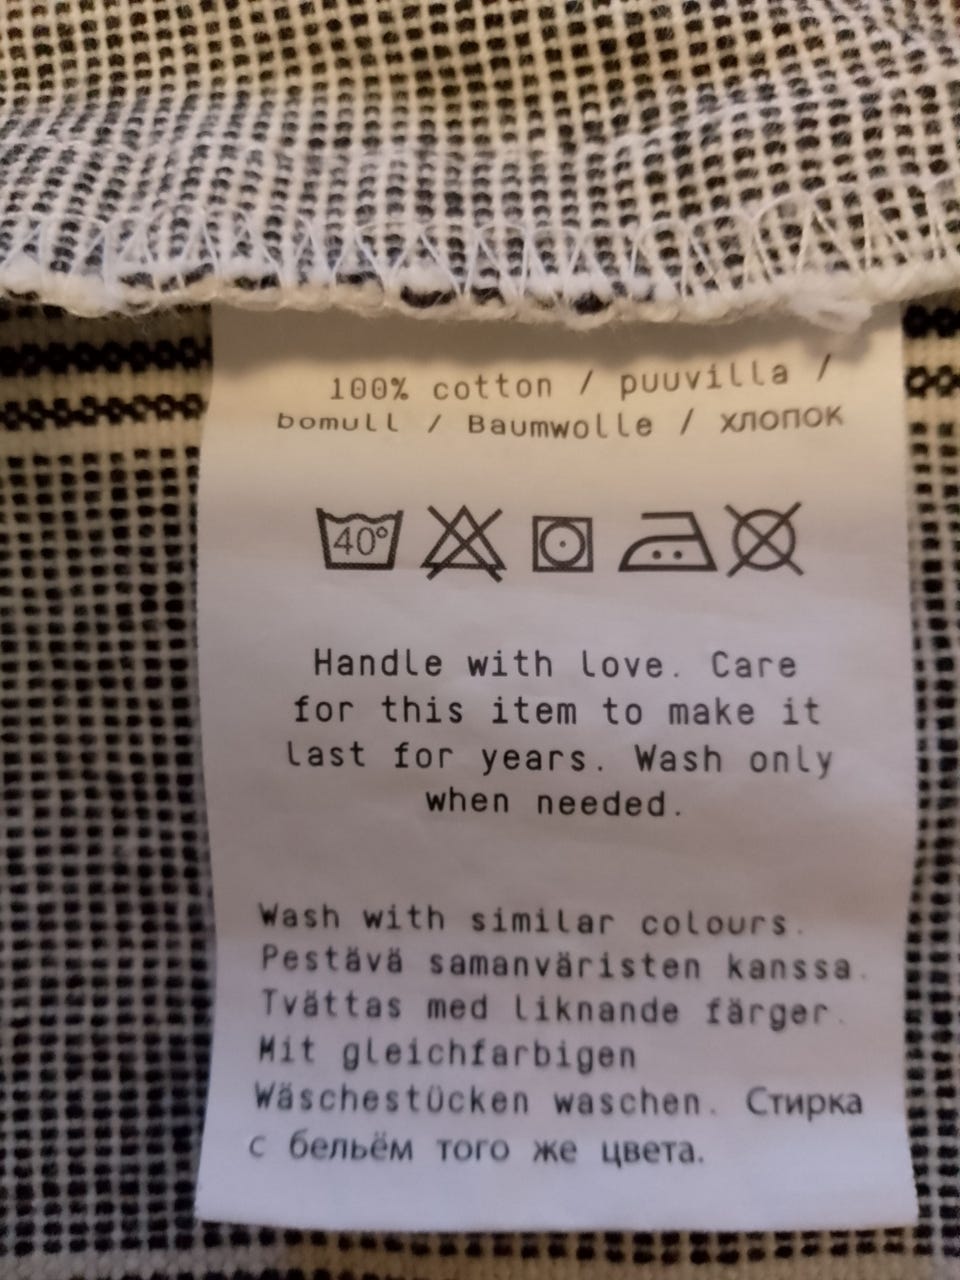 100% cotton / puuvilla /
bomull / Baumwolle / хлопок
40°
Handle with love. Care
for this item to make it
last for years. Wash only
when needed.
Wash with similar colours.
Pestävä samanväristen kanssa.
Tvättas med liknande färger.
Mit gleichfarbigen
Wäschestücken waschen. Стирка
с бельём того же цвета.